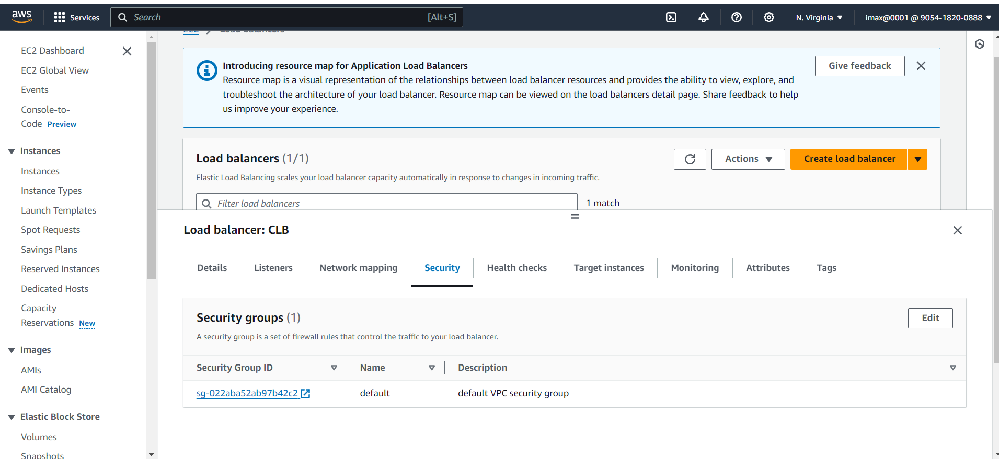 aws
Services
Search
[Alt+S]
N. Virginia
imax@0001 @ 9054-1820-0888
EC2 Dashboard
EC2 Global View
Events
Console-to-
Code Preview
Instances
Instances
Instance Types
Launch Templates
Spot Requests
Savings Plans
Reserved Instances
Dedicated Hosts
Capacity
Reservations New
Images
AMIs
AMI Catalog
Elastic Block Store
Volumes
Snapshots
EC2 > Load balancers
Introducing resource map for Application Load Balancers
Resource map is a visual representation of the relationships between load balancer resources and provides the ability to view, explore, and
troubleshoot the architecture of your load balancer. Resource map can be viewed on the load balancers detail page. Share feedback to help
us improve your experience.
Give feedback
Load balancers (1/1)
Actions
Create load balancer
Elastic Load Balancing scales your load balancer capacity automatically in response to changes in incoming traffic.
Filter load balancers
1 match
Load balancer: CLB
Details
Listeners
Network mapping
Security
Health checks
Target instances
Monitoring
Attributes
Tags
Security groups (1)
Edit
A security group is a set of firewall rules that control the traffic to your load balancer.
Security Group ID
Name
Description
sg-022aba52ab97b42c2
default
default VPC security group